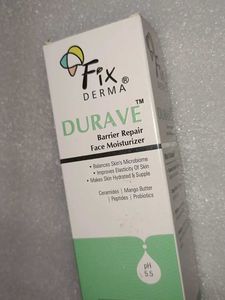 Fix®
DERMA
DURAVE™
Barrier Repair
Face Moisturizer
• Balances Skin's Microbiome
• Improves Elasticity Of Skin
• Makes Skin Hydrated & Supple
Ceramides | Mango Butter
| Peptides | Probiotics
pH
5.5